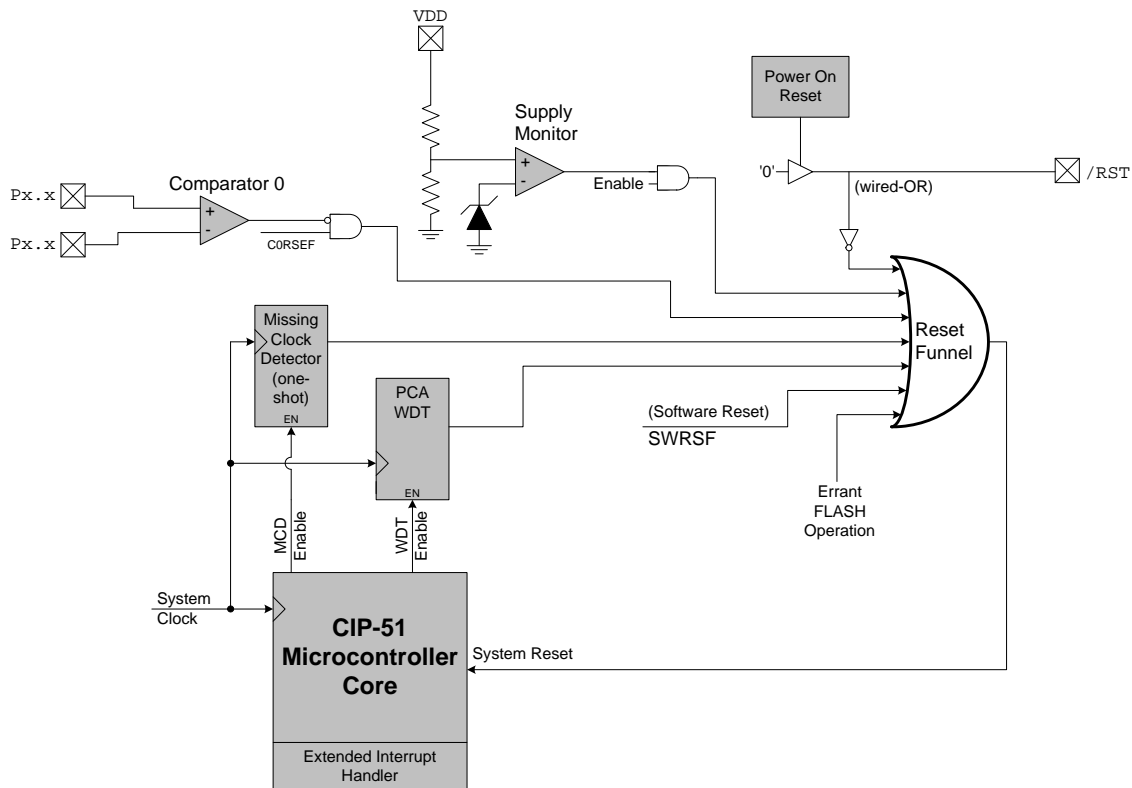 VDD
Power On
Reset
Supply
Monitor
+
-
Enable
'0'
(wired-OR)
/RST
Comparator 0
Px.x
Px.x
+
-
C0RSEF
Missing
Clock
Detector
(one-
shot)
EN
PCA
WDT
EN
Reset
Funnel
(Software Reset)
SWRSF
Errant
FLASH
Operation
MCD
Enable
WDT
Enable
System
Clock
CIP-51
Microcontroller
Core
System Reset
Extended Interrupt
Handler